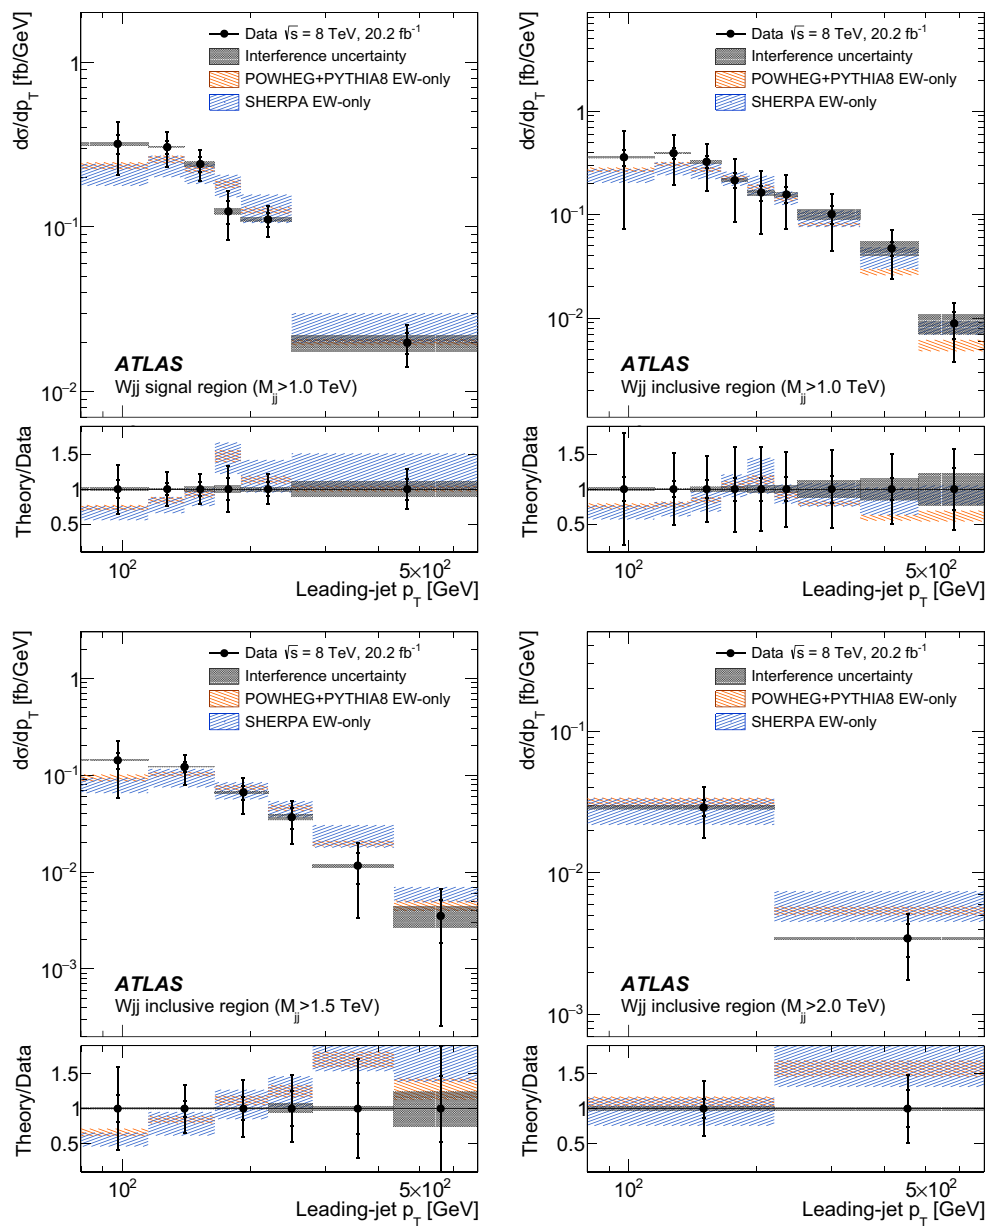 dσ/dp_T [fb/GeV]
1
10⁻¹
10⁻²
Data √s = 8 TeV, 20.2 fb⁻¹
Interference uncertainty
POWHEG+PYTHIA8 EW-only
SHERPA EW-only
ATLAS
Wjj signal region (M_jj>1.0 TeV)
Theory/Data
1.5
1
0.5
10² 5×10²
Leading-jet p_T [GeV]
dσ/dp_T [fb/GeV]
1
10⁻¹
10⁻²
Data √s = 8 TeV, 20.2 fb⁻¹
Interference uncertainty
POWHEG+PYTHIA8 EW-only
SHERPA EW-only
ATLAS
Wjj inclusive region (M_jj>1.0 TeV)
Theory/Data
1.5
1
0.5
10² 5×10²
Leading-jet p_T [GeV]
dσ/dp_T [fb/GeV]
1
10⁻¹
10⁻²
10⁻³
Data √s = 8 TeV, 20.2 fb⁻¹
Interference uncertainty
POWHEG+PYTHIA8 EW-only
SHERPA EW-only
ATLAS
Wjj inclusive region (M_jj>1.5 TeV)
Theory/Data
1.5
1
0.5
10² 5×10²
Leading-jet p_T [GeV]
dσ/dp_T [fb/GeV]
10⁻¹
10⁻²
10⁻³
Data √s = 8 TeV, 20.2 fb⁻¹
Interference uncertainty
POWHEG+PYTHIA8 EW-only
SHERPA EW-only
ATLAS
Wjj inclusive region (M_jj>2.0 TeV)
Theory/Data
1.5
1
0.5
10² 5×10²
Leading-jet p_T [GeV]